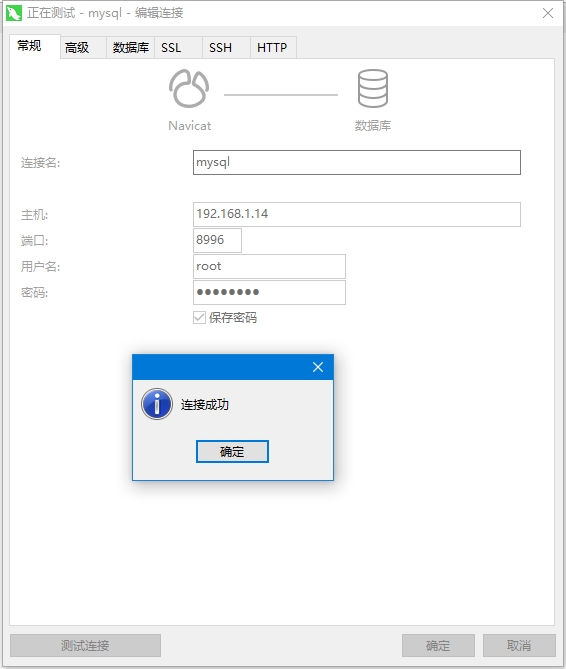 正在测试 - mysql - 编辑连接
常规 高级 数据库 SSL SSH HTTP
Navicat 数据库
连接名: mysql
主机: 192.168.1.14
端口: 8996
用户名: root
密码: ●●●●●●●●
保存密码
连接成功
确定
测试连接 确定 取消